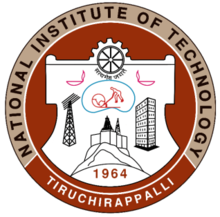 NATIONAL INSTITUTE OF TECHNOLOGY
1964
TIRUCHIRAPPALLI